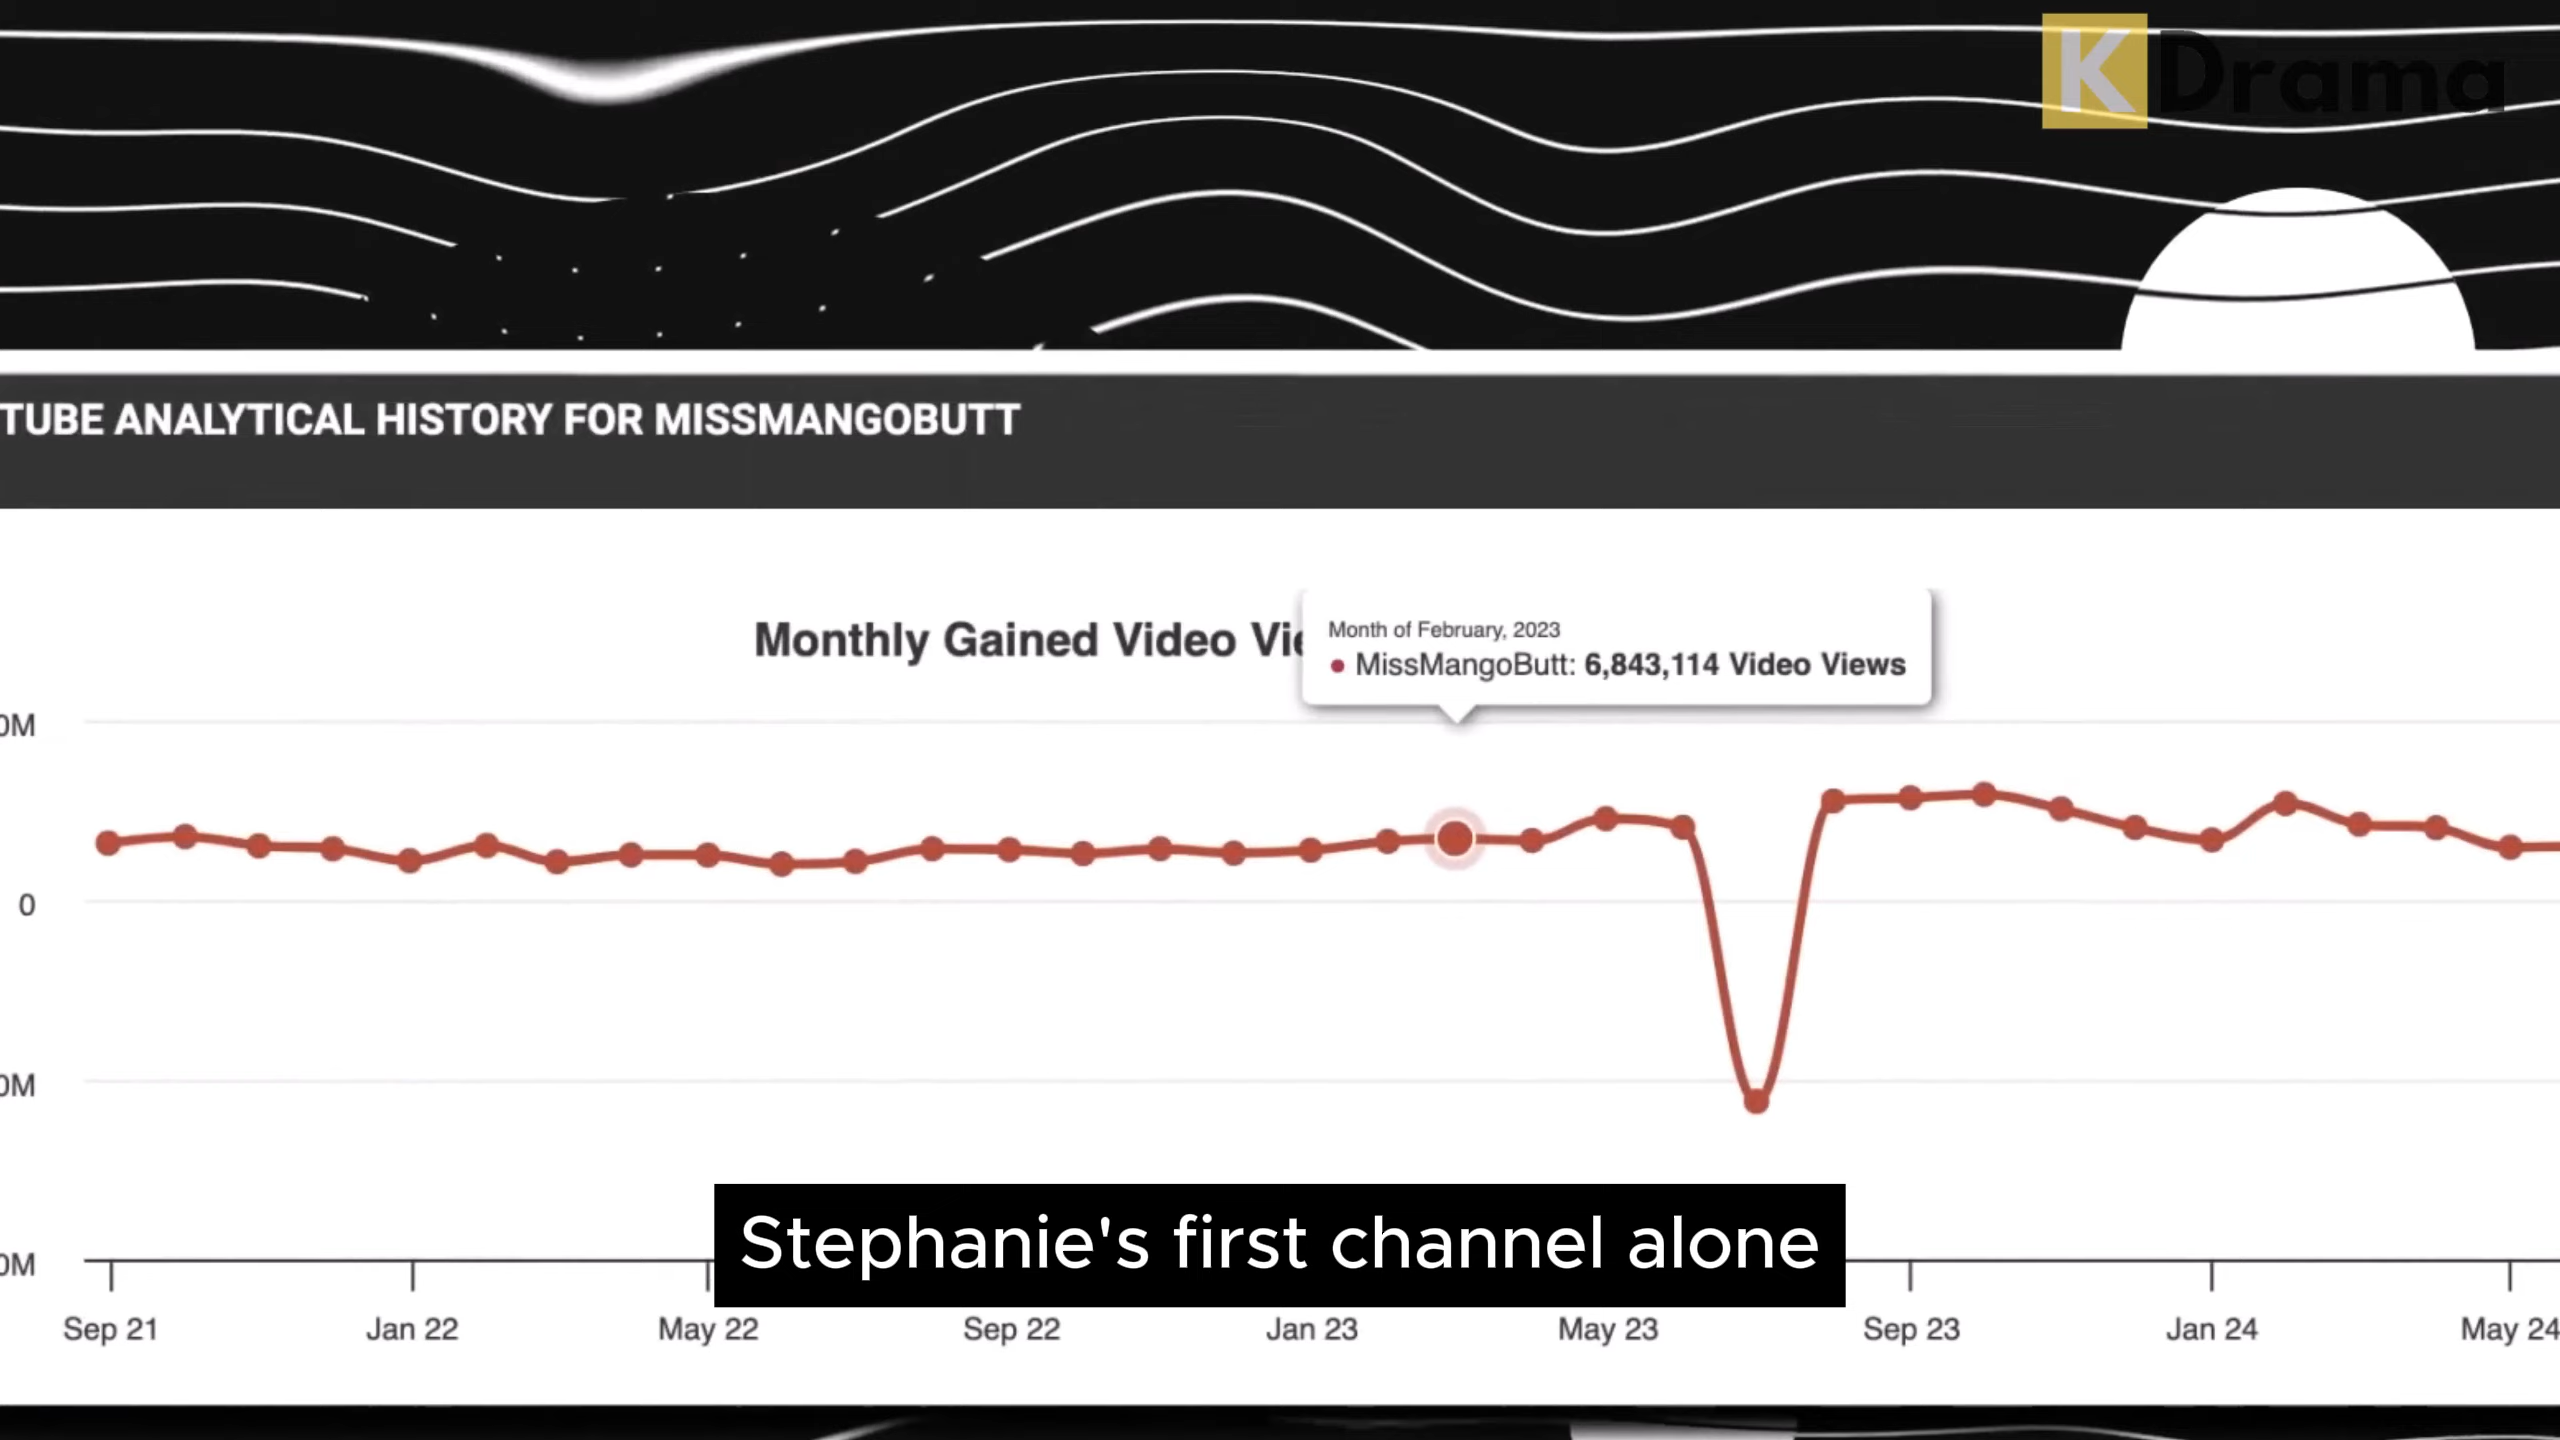 K Drama
TUBE ANALYTICAL HISTORY FOR MISSMANGOBUTT
Monthly Gained Video Vie
Month of February, 2023
MissMangoButt: 6,843,114 Video Views
0M
0
0M
0M
Stephanie's first channel alone
Sep 21 Jan 22 May 22 Sep 22 Jan 23 May 23 Sep 23 Jan 24 May 24